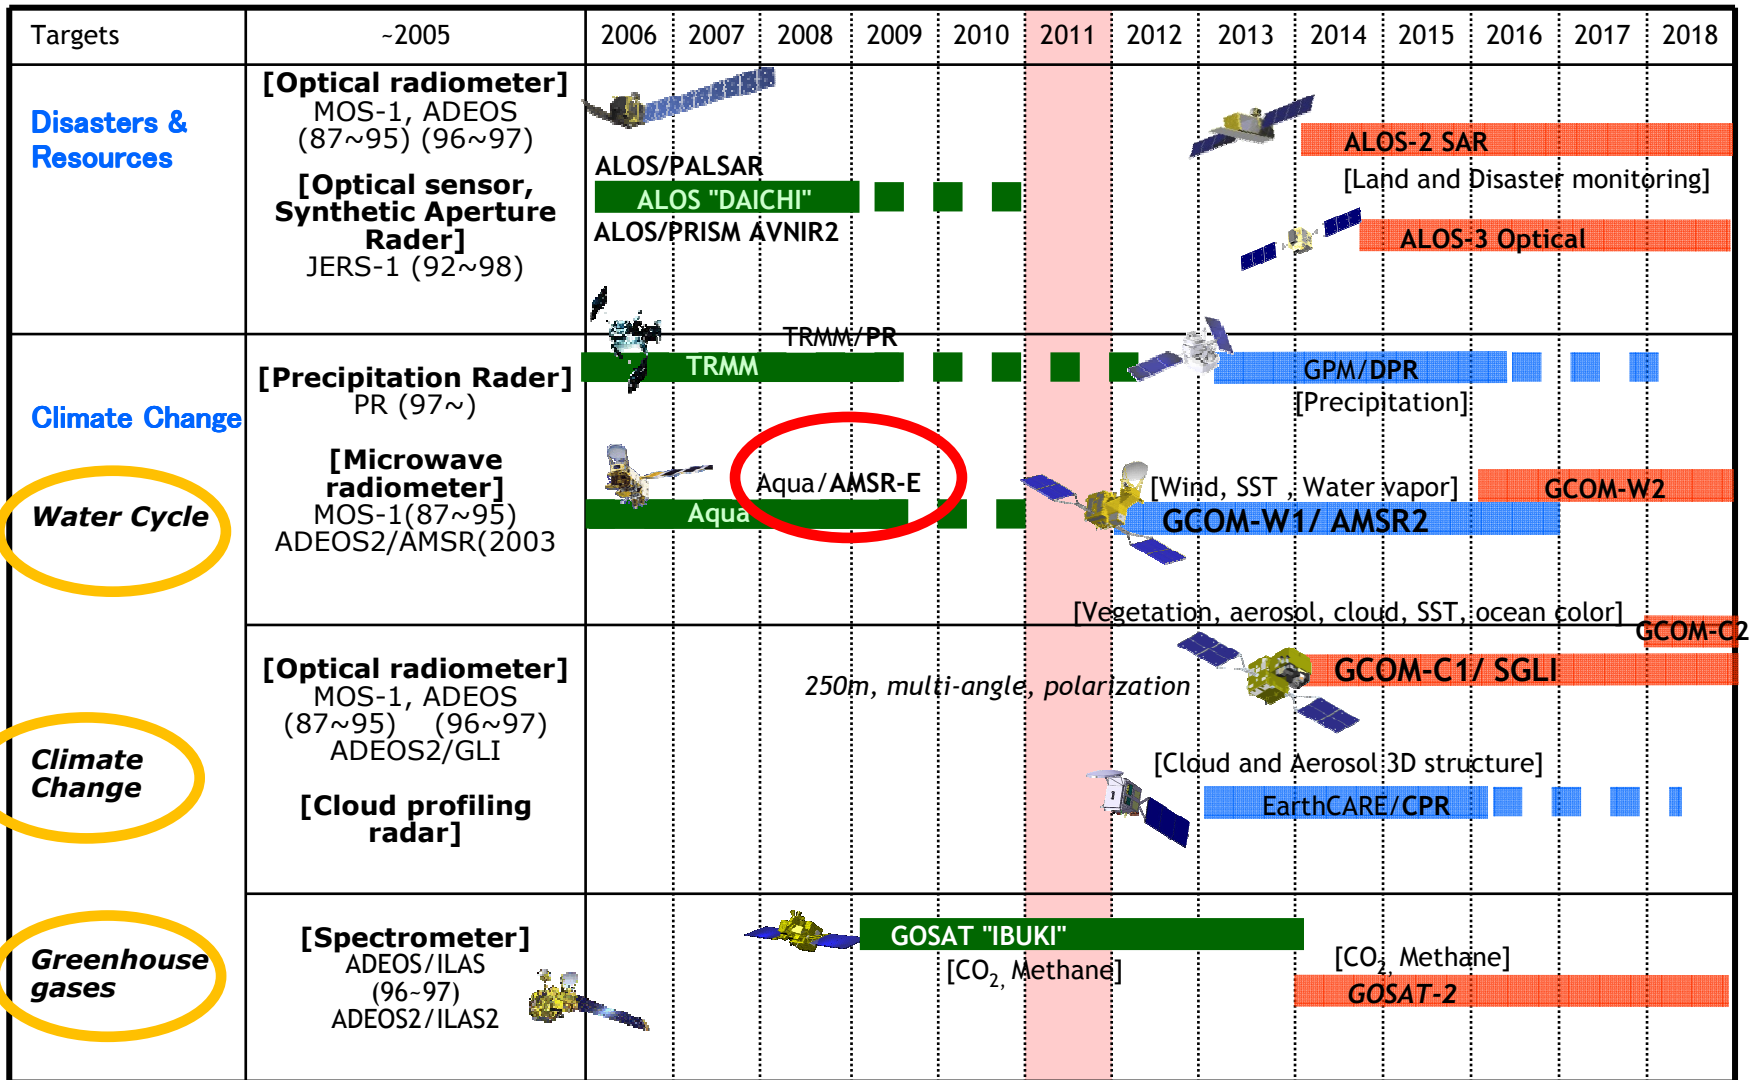 Targets ~2005 2006 2007 2008 2009 2010 2011 2012 2013 2014 2015 2016 2017 2018
Disasters &
Resources
[Optical radiometer]
MOS-1, ADEOS
(87~95) (96~97)
[Optical sensor,
Synthetic Aperture
Rader]
JERS-1 (92~98)
ALOS/PALSAR
ALOS "DAICHI"
ALOS/PRISM AVNIR2
ALOS-2 SAR
[Land and Disaster monitoring]
ALOS-3 Optical
Climate Change
[Precipitation Rader]
PR (97~)
TRMM/PR
TRMM
GPM/DPR
[Precipitation]
Water Cycle
[Microwave
radiometer]
MOS-1(87~95)
ADEOS2/AMSR(2003
Aqua/AMSR-E
Aqua
[Wind, SST , Water vapor]
GCOM-W2
GCOM-W1/ AMSR2
[Vegetation, aerosol, cloud, SST, ocean color]
GCOM-C2
Climate
Change
[Optical radiometer]
MOS-1, ADEOS
(87~95) (96~97)
ADEOS2/GLI
[Cloud profiling
radar]
GCOM-C1/ SGLI
250m, multi-angle, polarization
[Cloud and Aerosol 3D structure]
EarthCARE/CPR
Greenhouse
gases
[Spectrometer]
ADEOS/ILAS
(96~97)
ADEOS2/ILAS2
GOSAT "IBUKI"
[CO2, Methane]
[CO2, Methane]
GOSAT-2